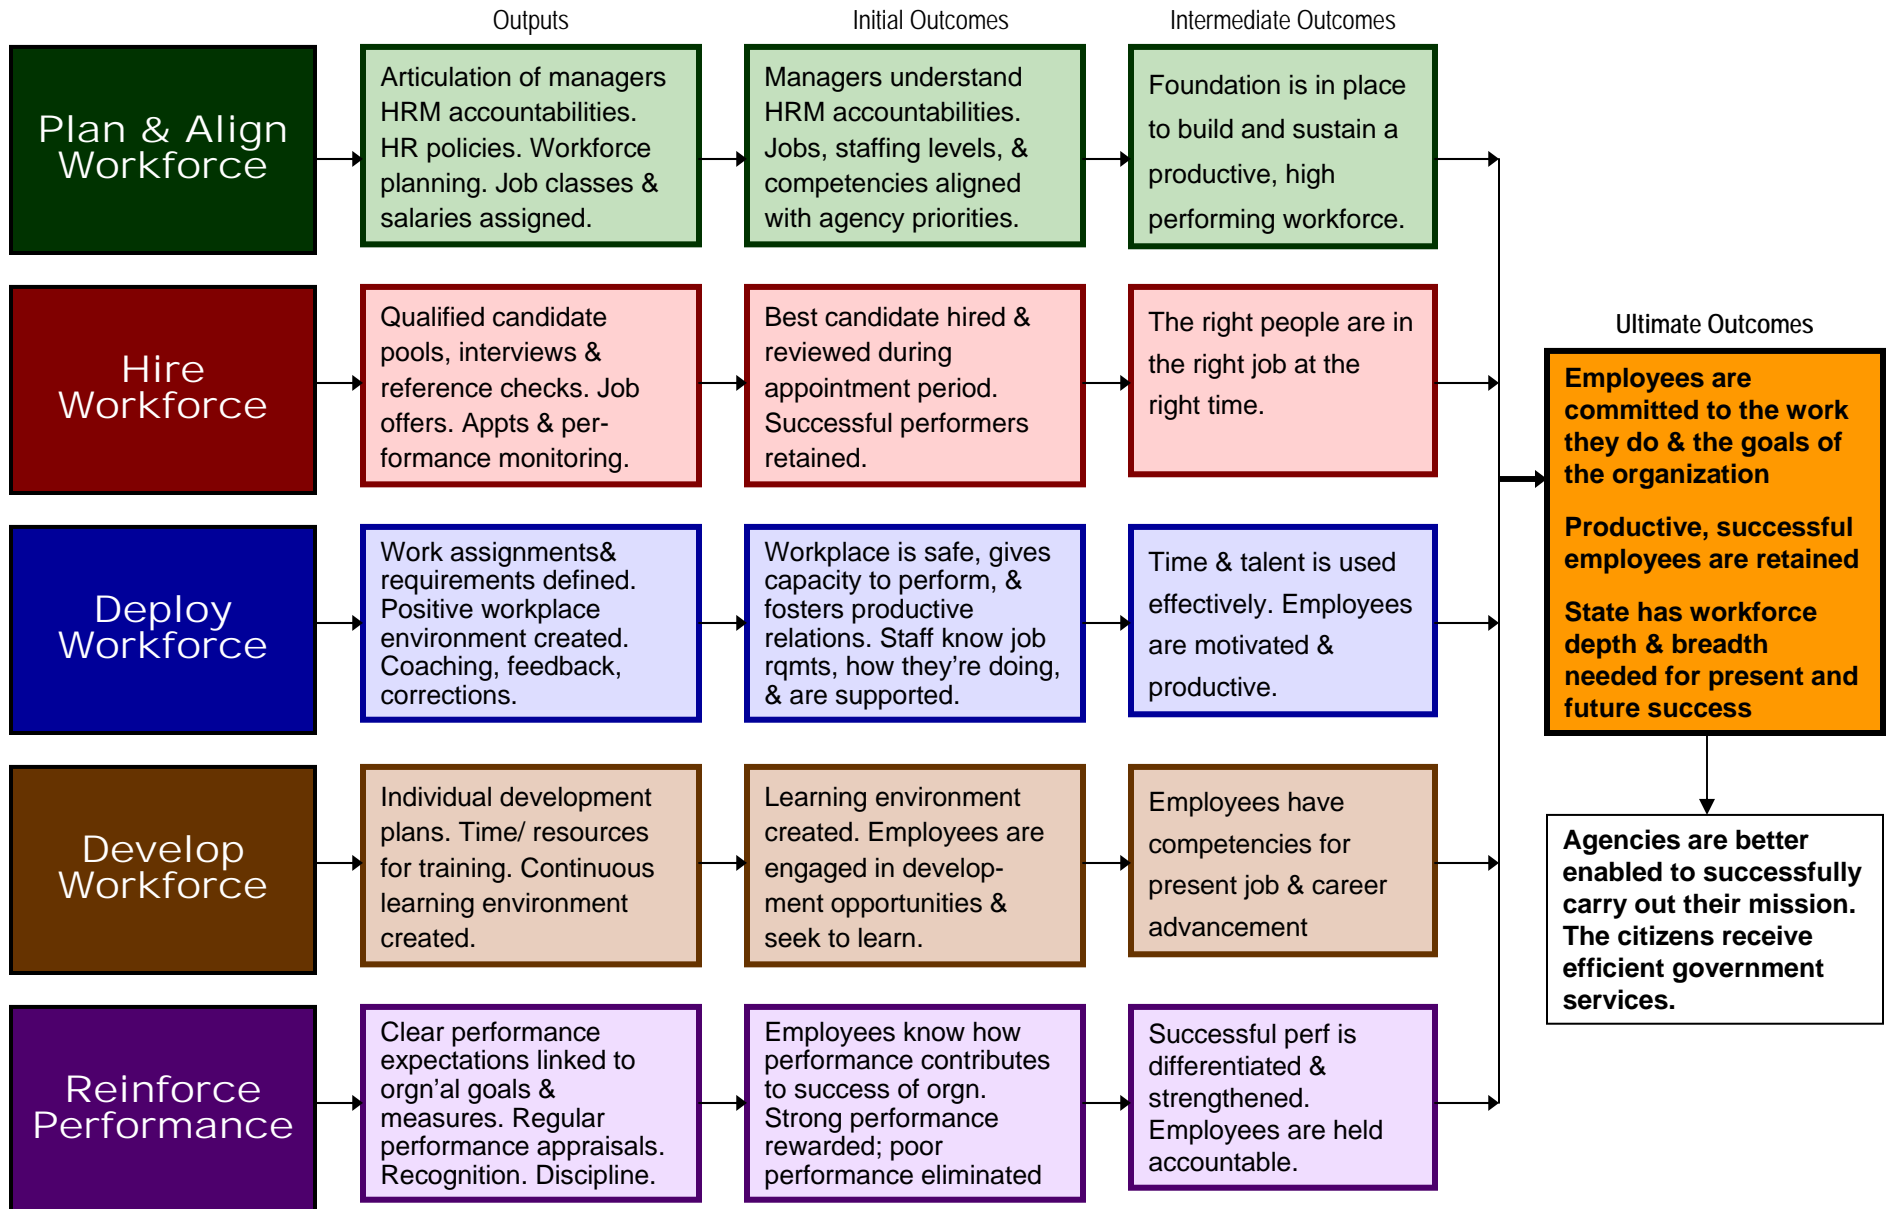 Outputs
Initial Outcomes
Intermediate Outcomes
Plan & Align
Workforce
Articulation of managers
HRM accountabilities.
HR policies. Workforce
planning. Job classes &
salaries assigned.
Managers understand
HRM accountabilities.
Jobs, staffing levels, &
competencies aligned
with agency priorities.
Foundation is in place
to build and sustain a
productive, high
performing workforce.
Hire
Workforce
Qualified candidate
pools, interviews &
reference checks. Job
offers. Appts & per-
formance monitoring.
Best candidate hired &
reviewed during
appointment period.
Successful performers
retained.
The right people are in
the right job at the
right time.
Deploy
Workforce
Work assignments&
requirements defined.
Positive workplace
environment created.
Coaching, feedback,
corrections.
Workplace is safe, gives
capacity to perform, &
fosters productive
relations. Staff know job
rqmts, how they're doing,
& are supported.
Time & talent is used
effectively. Employees
are motivated &
productive.
Develop
Workforce
Individual development
plans. Time/ resources
for training. Continuous
learning environment
created.
Learning environment
created. Employees are
engaged in develop-
ment opportunities &
seek to learn.
Employees have
competencies for
present job & career
advancement
Reinforce
Performance
Clear performance
expectations linked to
orgn'al goals &
measures. Regular
performance appraisals.
Recognition. Discipline.
Employees know how
performance contributes
to success of orgn.
Strong performance
rewarded; poor
performance eliminated
Successful perf is
differentiated &
strengthened.
Employees are held
accountable.
Ultimate Outcomes
Employees are
committed to the work
they do & the goals of
the organization
Productive, successful
employees are retained
State has workforce
depth & breadth
needed for present and
future success
Agencies are better
enabled to successfully
carry out their mission.
The citizens receive
efficient government
services.